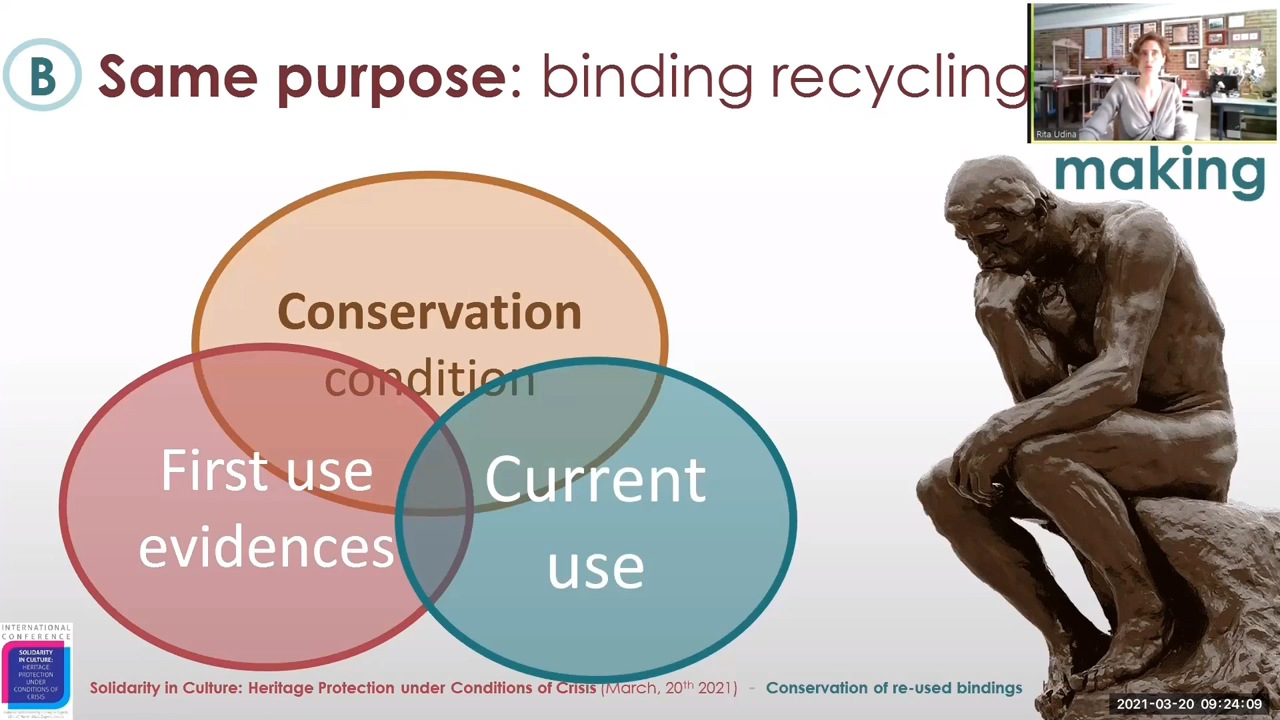 B Same purpose: binding recycling
Rita Udina
making
Conservation
condition
First use
evidences
Current
use
INTERNATIONAL
CONFERENCE
SOLIDARITY
IN CULTURE:
HERITAGE
PROTECTION
UNDER
CONDITIONS OF
CRISIS
Solidarity in Culture: Heritage Protection under Conditions of Crisis (March, 20th 2021) - Conservation of re-used bindings
2021-03-20 09:24:09